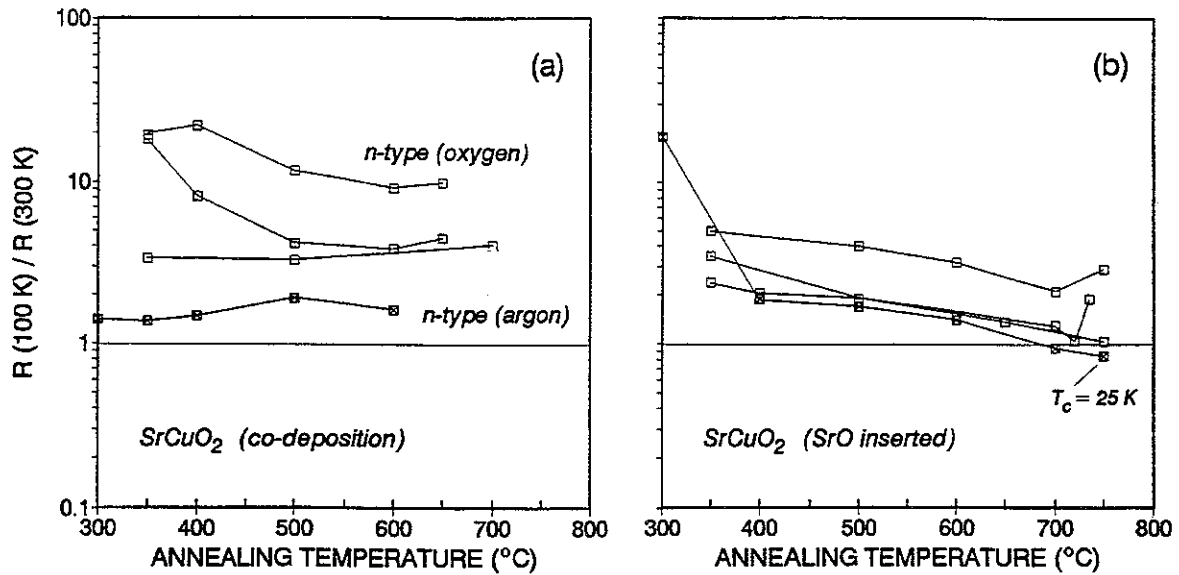 100
10
1
0.1
R (100 K) / R (300 K)
(a)
n-type (oxygen)
n-type (argon)
SrCuO2 (co-deposition)
300 400 500 600 700 800
ANNEALING TEMPERATURE (°C)
(b)
Tc = 25 K
SrCuO2 (SrO inserted)
300 400 500 600 700 800
ANNEALING TEMPERATURE (°C)